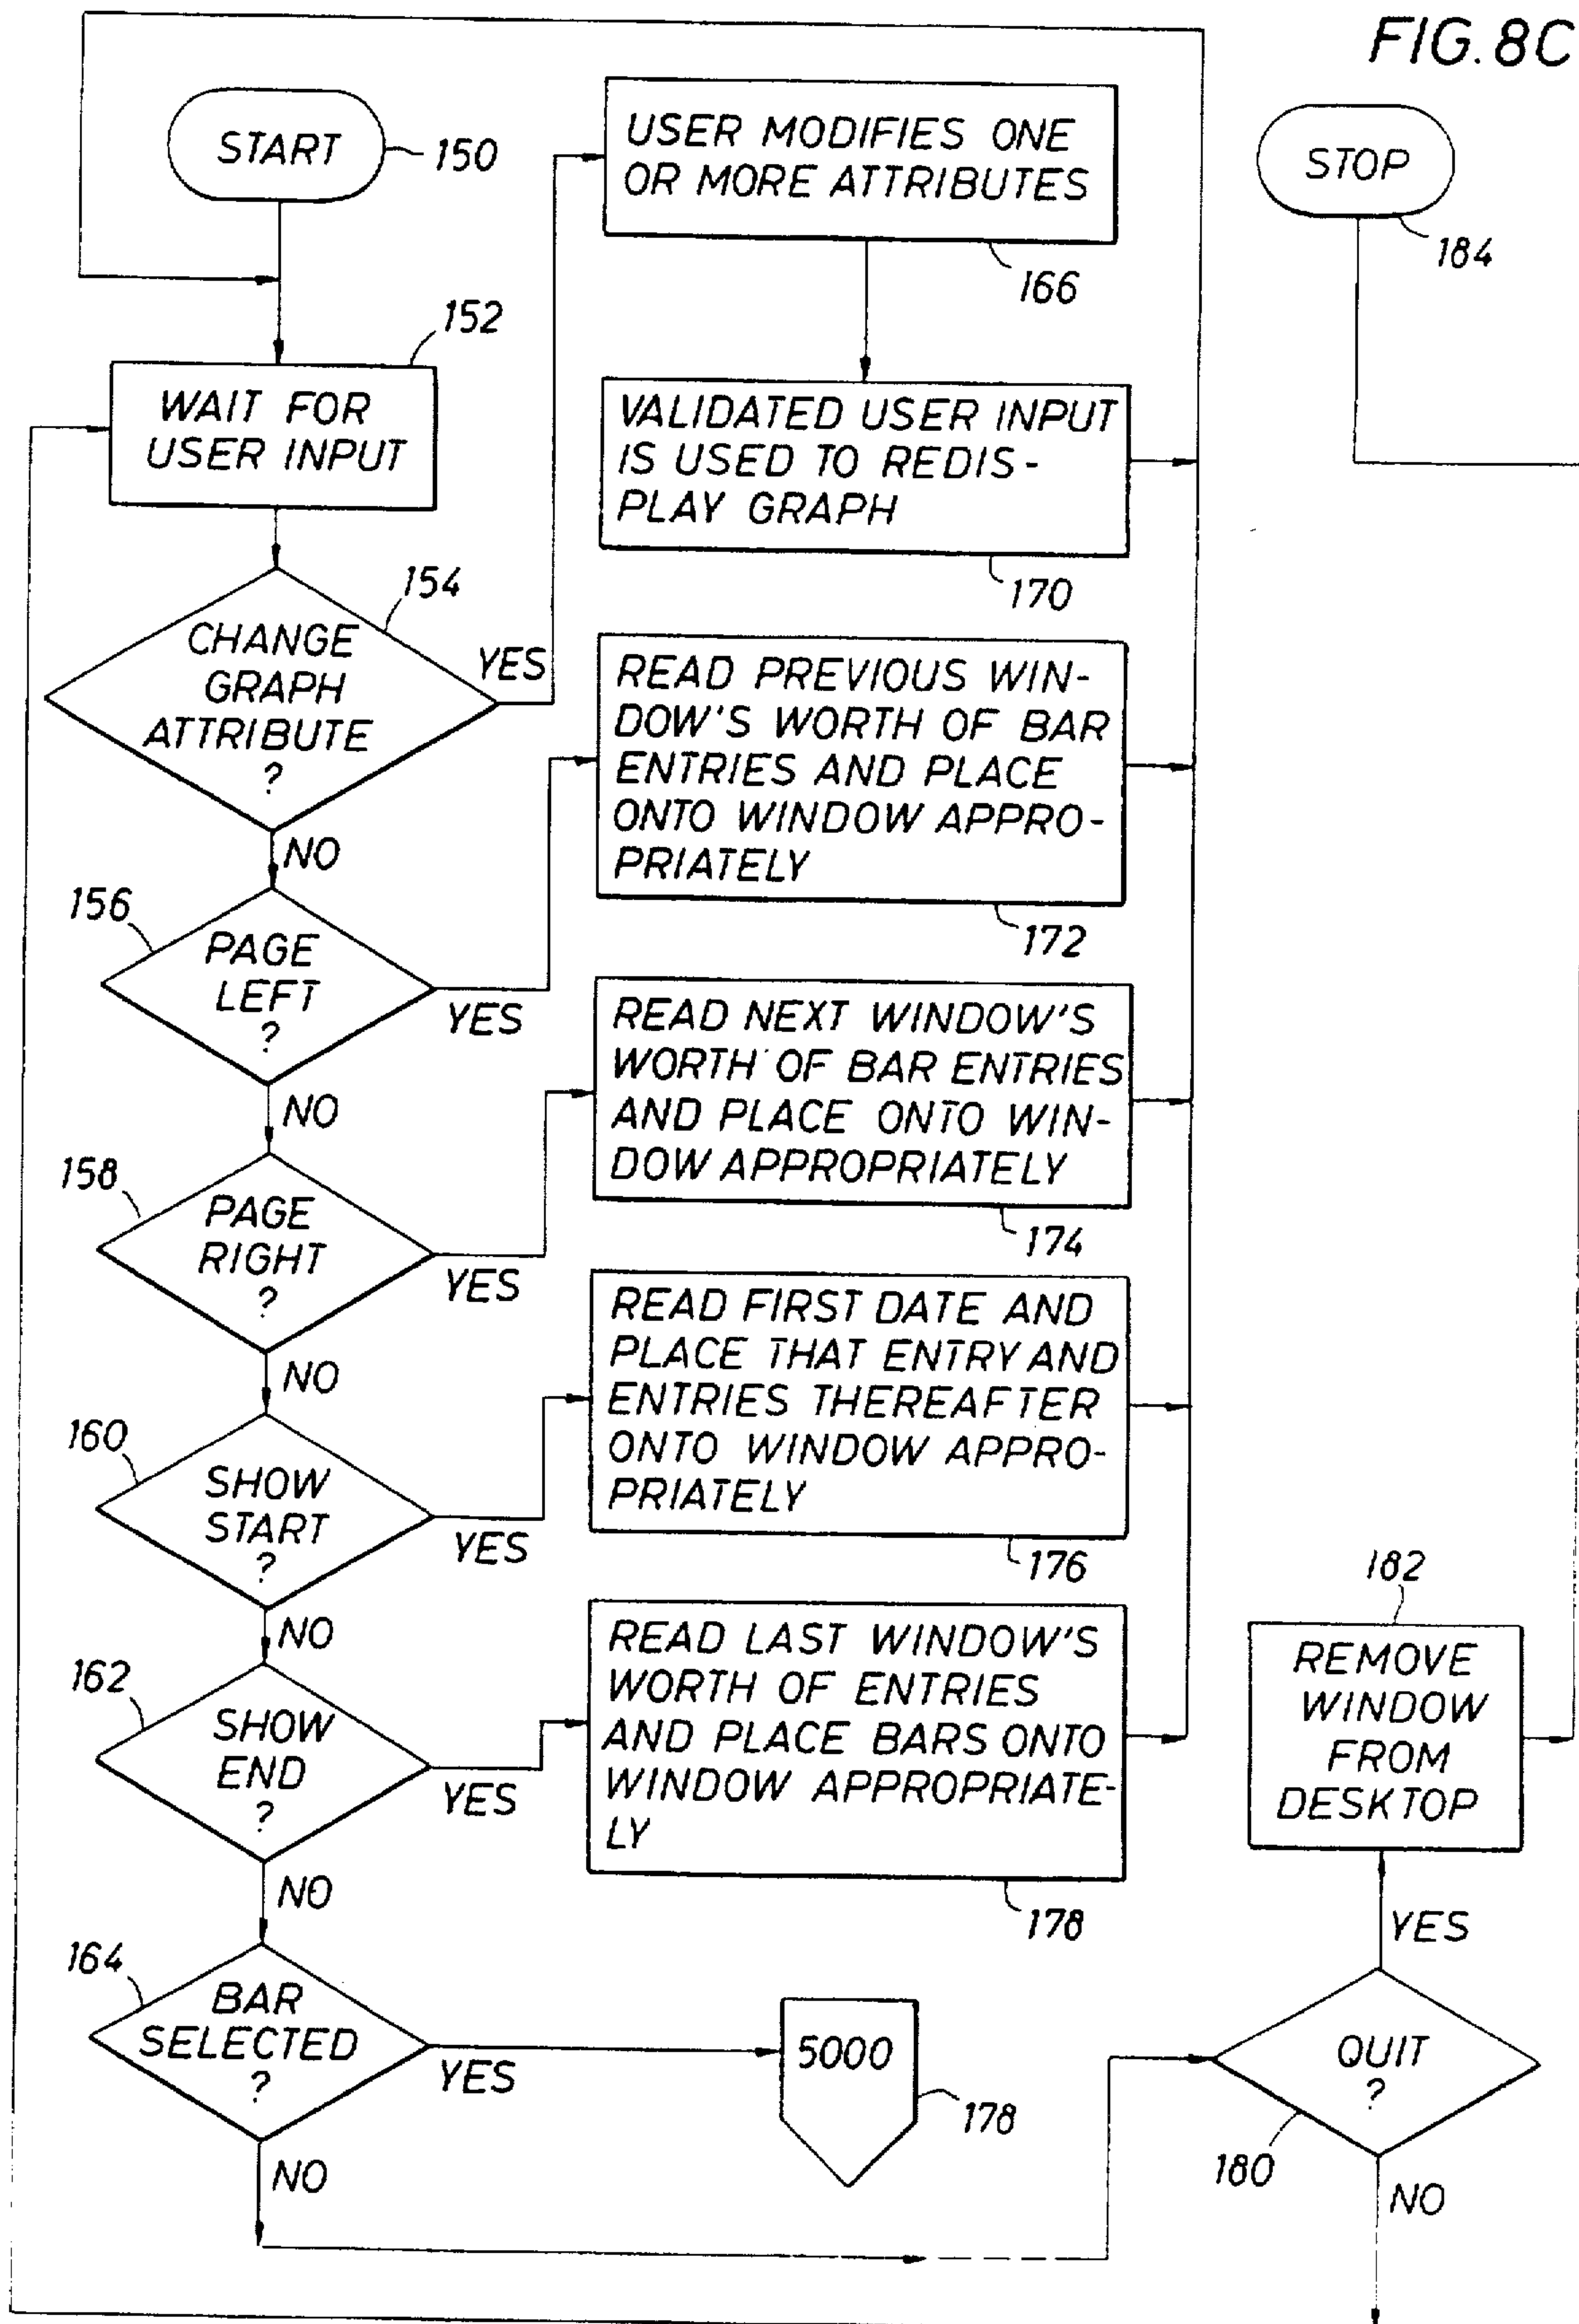 FIG. 8C
START
150
USER MODIFIES ONE
OR MORE ATTRIBUTES
166
STOP
184
152
WAIT FOR
USER INPUT
VALIDATED USER INPUT
IS USED TO REDIS-
PLAY GRAPH
170
154
CHANGE
GRAPH
ATTRIBUTE
?
YES
NO
READ PREVIOUS WIN-
DOW'S WORTH OF BAR
ENTRIES AND PLACE
ONTO WINDOW APPRO-
PRIATELY
172
156
PAGE
LEFT
?
YES
NO
READ NEXT WINDOW'S
WORTH OF BAR ENTRIES
AND PLACE ONTO WIN-
DOW APPROPRIATELY
174
158
PAGE
RIGHT
?
YES
NO
READ FIRST DATE AND
PLACE THAT ENTRY AND
ENTRIES THEREAFTER
ONTO WINDOW APPRO-
PRIATELY
176
160
SHOW
START
?
YES
NO
READ LAST WINDOW'S
WORTH OF ENTRIES
AND PLACE BARS ONTO
WINDOW APPROPRIATE-
LY
178
162
SHOW
END
?
YES
NO
182
REMOVE
WINDOW
FROM
DESKTOP
YES
164
BAR
SELECTED
?
YES
NO
5000
178
QUIT
?
180
NO